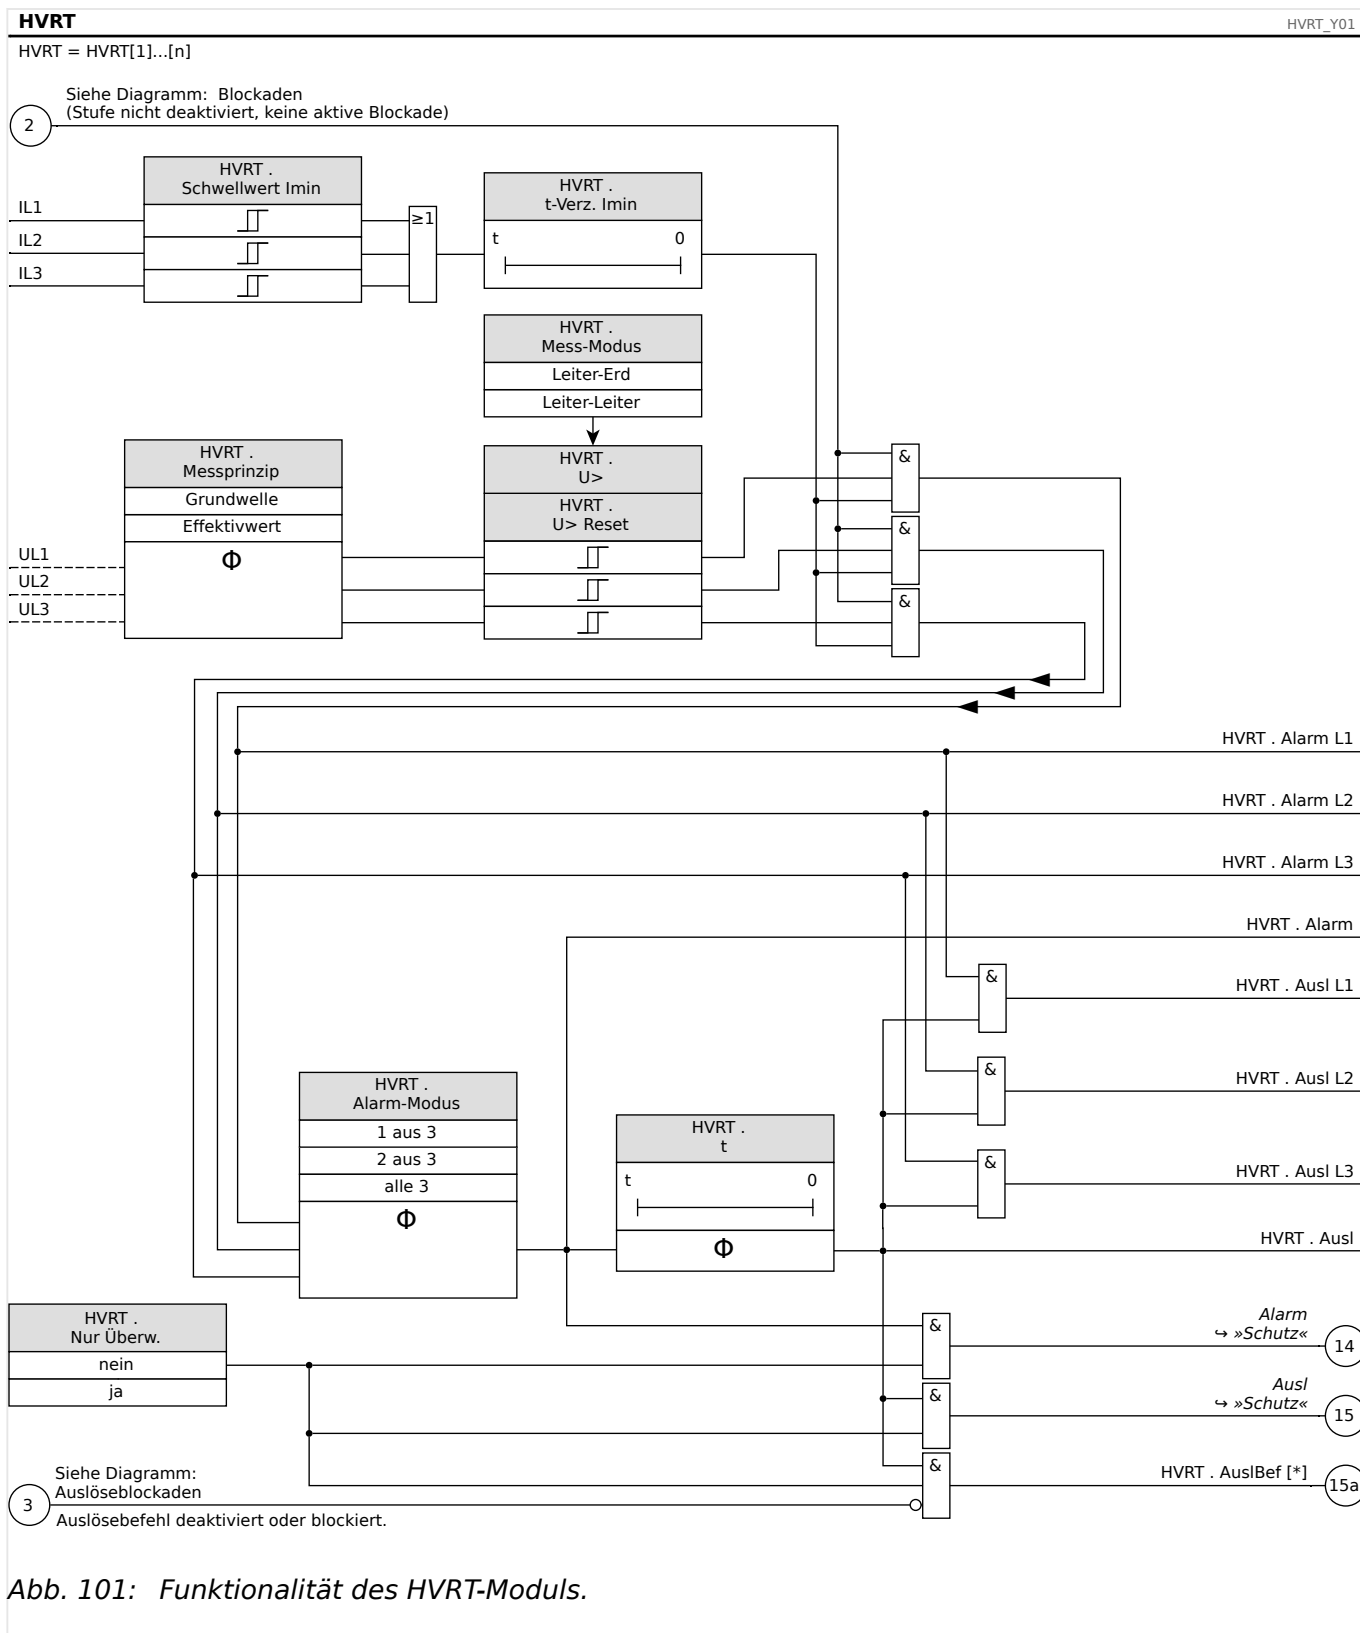 HVRT
HVRT_Y01
HVRT = HVRT[1]...[n]
Siehe Diagramm: Blockaden
(Stufe nicht deaktiviert, keine aktive Blockade)
2
HVRT .
Schwellwert Imin
IL1
IL2
IL3
≥1
HVRT .
t-Verz. Imin
t 0
HVRT .
Mess-Modus
Leiter-Erd
Leiter-Leiter
HVRT .
Messprinzip
Grundwelle
Effektivwert
Φ
UL1
UL2
UL3
HVRT .
U>
HVRT .
U> Reset
&
&
&
HVRT . Alarm L1
HVRT . Alarm L2
HVRT . Alarm L3
HVRT . Alarm
&
HVRT . Ausl L1
&
HVRT . Ausl L2
&
HVRT . Ausl L3
HVRT .
Alarm-Modus
1 aus 3
2 aus 3
alle 3
Φ
HVRT .
t
t 0
Φ
HVRT . Ausl
HVRT .
Nur Überw.
nein
ja
&
Alarm
↪ »Schutz«
14
&
Ausl
↪ »Schutz«
15
&
HVRT . AuslBef [*]
15a
Siehe Diagramm:
Auslöseblockaden
3
Auslösebefehl deaktiviert oder blockiert.
Abb. 101: Funktionalität des HVRT-Moduls.